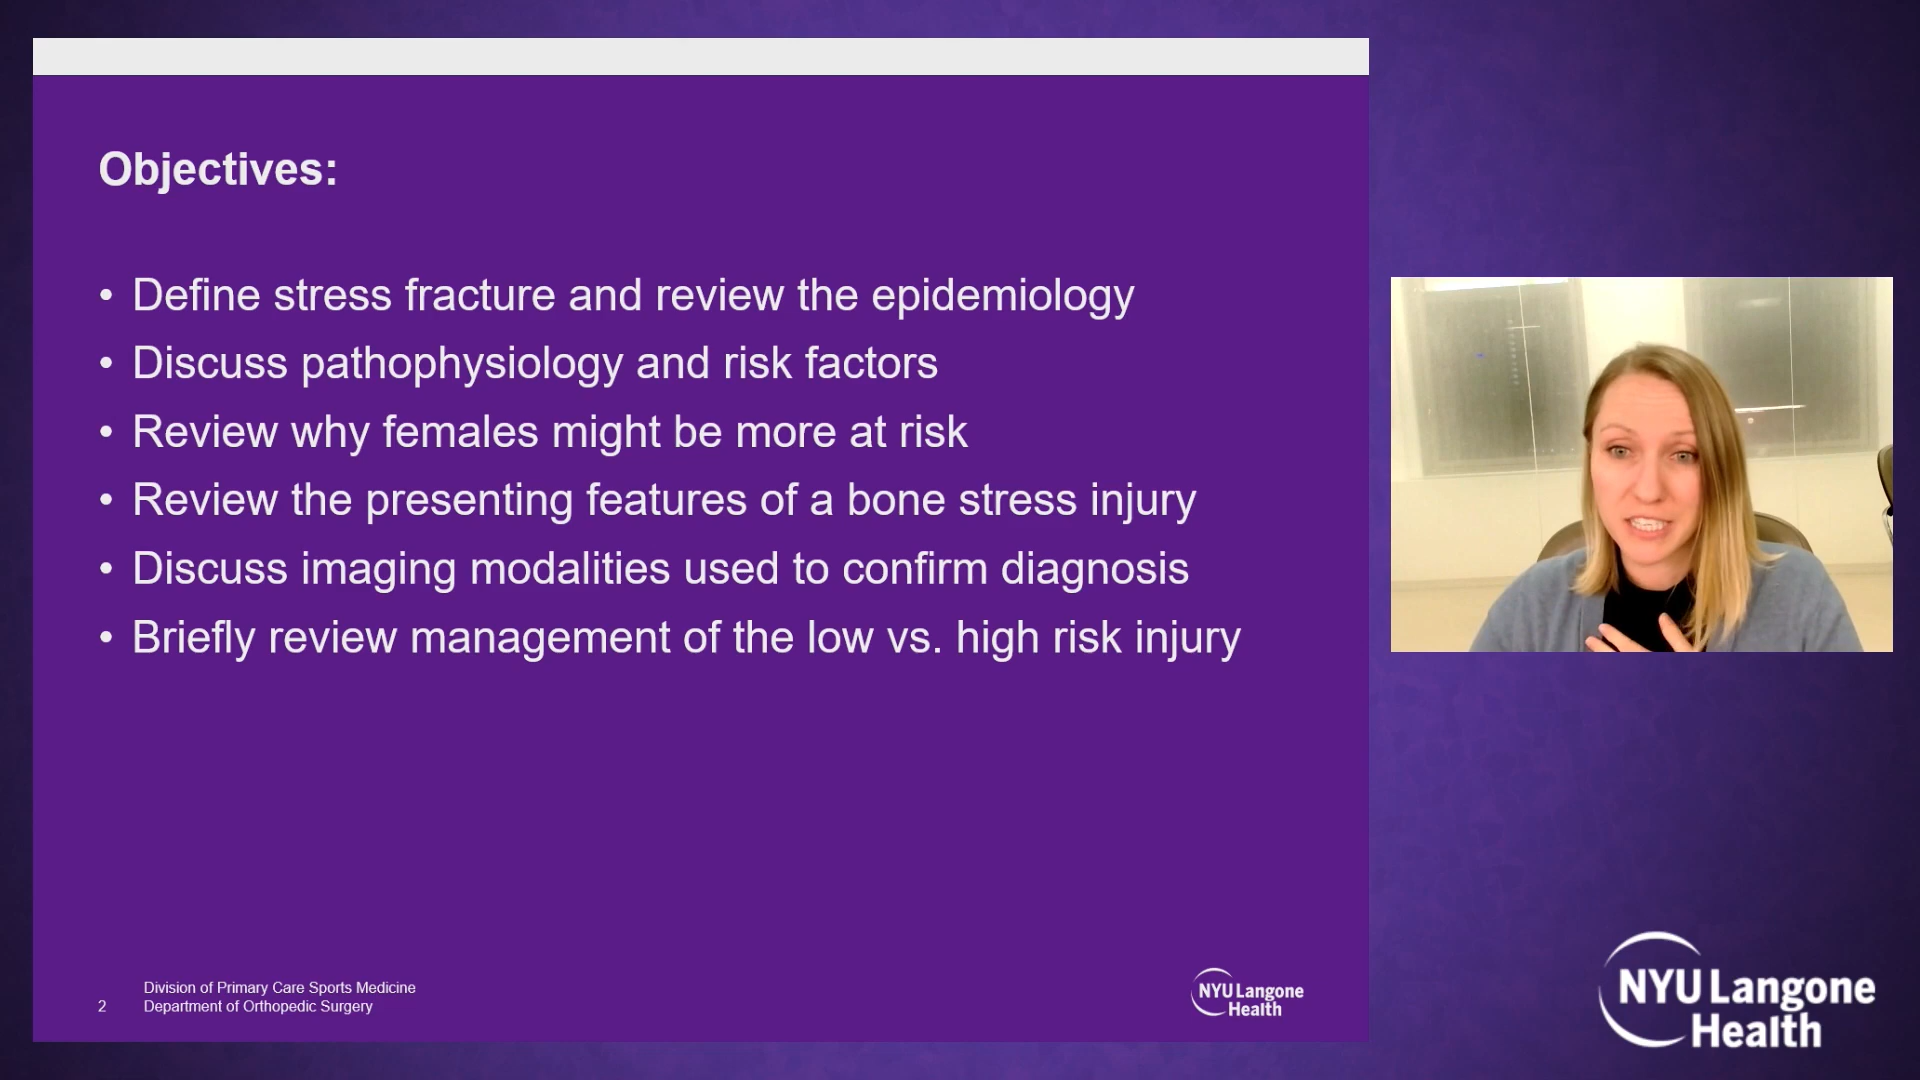 Objectives:
• Define stress fracture and review the epidemiology
• Discuss pathophysiology and risk factors
• Review why females might be more at risk
• Review the presenting features of a bone stress injury
• Discuss imaging modalities used to confirm diagnosis
• Briefly review management of the low vs. high risk injury
Division of Primary Care Sports Medicine
2 Department of Orthopedic Surgery
NYU Langone
Health
NYU Langone
Health